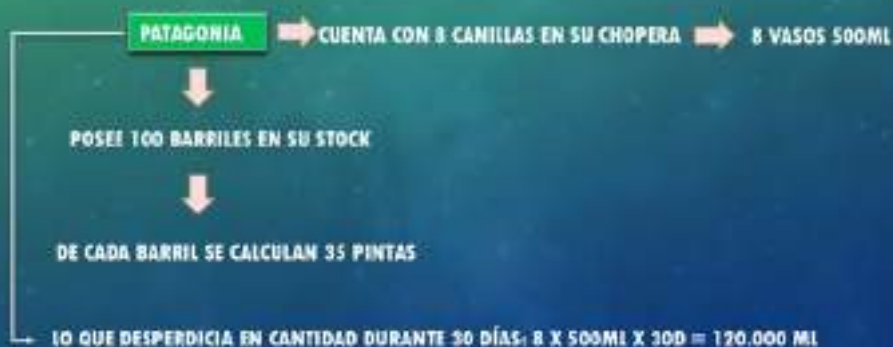 PATAGONIA
CUENTA CON 8 CANILLAS EN SU CHOPERA
8 VASOS 500ML
POSEE 100 BARRILES EN SU STOCK
DE CADA BARRIL SE CALCULAN 35 PINTAS
LO QUE DESPERDICIA EN CANTIDAD DURANTE 30 DÍAS: 8 X 500ML X 30D = 120.000 ML